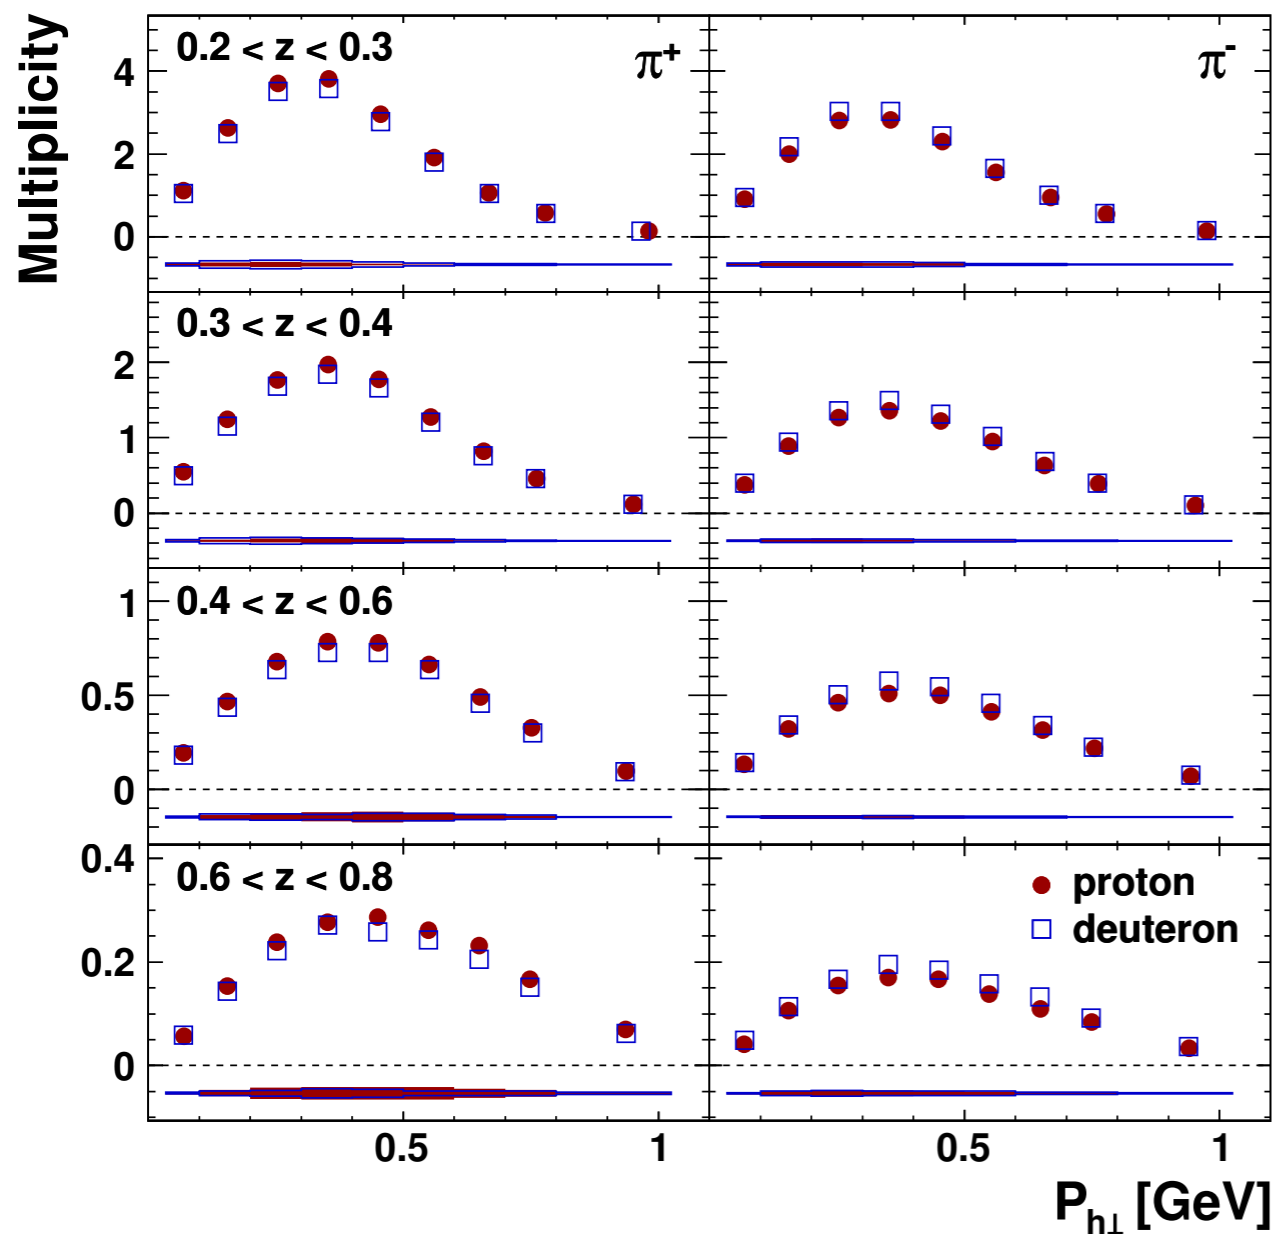 Multiplicity
0.2 < z < 0.3
π+
π-
4
2
0
0.3 < z < 0.4
2
1
0
0.4 < z < 0.6
1
0.5
0
0.6 < z < 0.8
proton
deuteron
0.4
0.2
0
0.5 1 0.5 1
Ph⊥ [GeV]